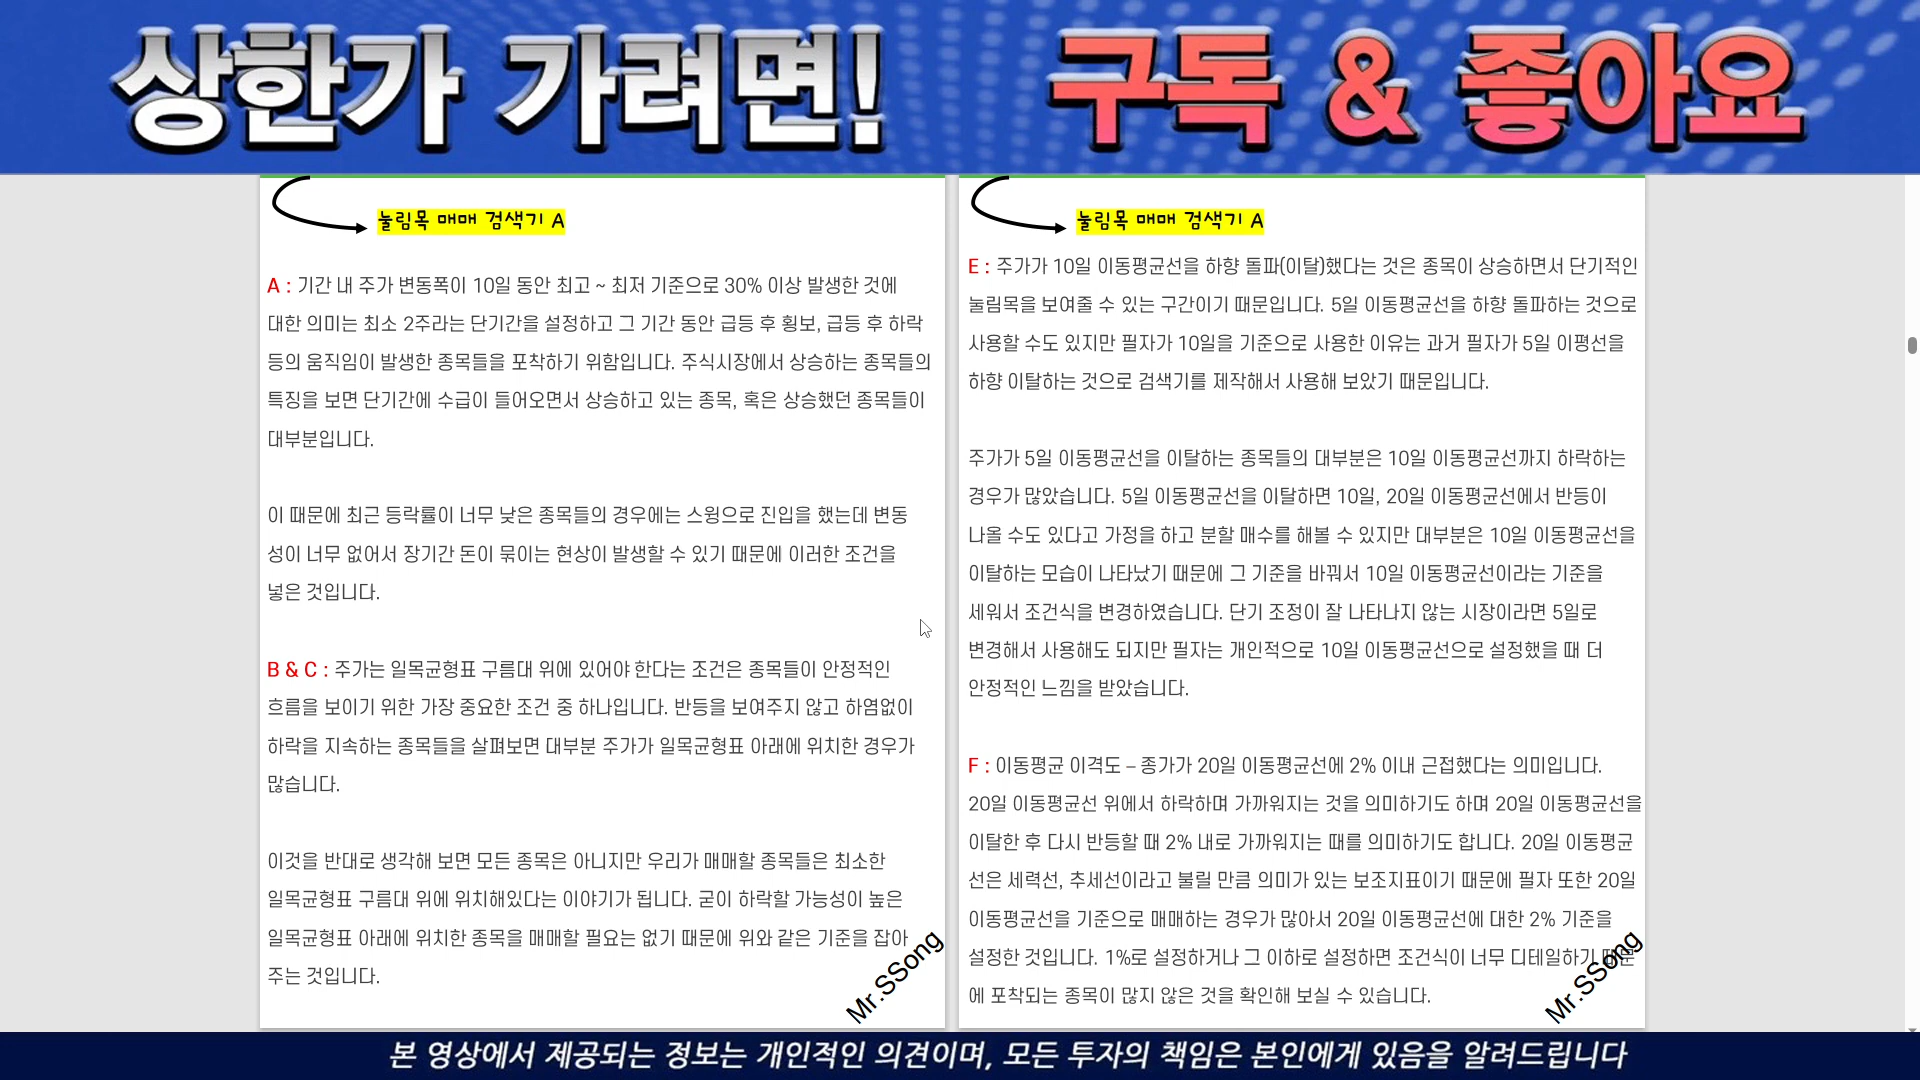 상한가 가려면! 구독 & 좋아요
눌림목 매매 검색기 A
A : 기간 내 주가 변동폭이 10일 동안 최고 ~ 최저 기준으로 30% 이상 발생한 것에
대한 의미는 최소 2주라는 단기간을 설정하고 그 기간 동안 급등 후 횡보, 급등 후 하락
등의 움직임이 발생한 종목들을 포착하기 위함입니다. 주식시장에서 상승하는 종목들의
특징을 보면 단기간에 수급이 들어오면서 상승하고 있는 종목, 혹은 상승했던 종목들이
대부분입니다.
이 때문에 최근 등락률이 너무 낮은 종목들의 경우에는 스윙으로 진입을 했는데 변동
성이 너무 없어서 장기간 돈이 묶이는 현상이 발생할 수 있기 때문에 이러한 조건을
넣은 것입니다.
B & C : 주가는 일목균형표 구름대 위에 있어야 한다는 조건은 종목들이 안정적인
흐름을 보이기 위한 가장 중요한 조건 중 하나입니다. 반등을 보여주지 않고 하염없이
하락을 지속하는 종목들을 살펴보면 대부분 주가가 일목균형표 아래에 위치한 경우가
많습니다.
이것을 반대로 생각해 보면 모든 종목은 아니지만 우리가 매매할 종목들은 최소한
일목균형표 구름대 위에 위치해있다는 이야기가 됩니다. 굳이 하락할 가능성이 높은
일목균형표 아래에 위치한 종목을 매매할 필요는 없기 때문에 위와 같은 기준을 잡아
주는 것입니다.
Mr.SSong
눌림목 매매 검색기 A
E : 주가가 10일 이동평균선을 하향 돌파(이탈)했다는 것은 종목이 상승하면서 단기적인
눌림목을 보여줄 수 있는 구간이기 때문입니다. 5일 이동평균선을 하향 돌파하는 것으로
사용할 수도 있지만 필자가 10일을 기준으로 사용한 이유는 과거 필자가 5일 이평선을
하향 이탈하는 것으로 검색기를 제작해서 사용해 보았기 때문입니다.
주가가 5일 이동평균선을 이탈하는 종목들의 대부분은 10일 이동평균선까지 하락하는
경우가 많았습니다. 5일 이동평균선을 이탈하면 10일, 20일 이동평균선에서 반등이
나올 수도 있다고 가정을 하고 분할 매수를 해볼 수 있지만 대부분은 10일 이동평균선을
이탈하는 모습이 나타났기 때문에 그 기준을 바꿔서 10일 이동평균선이라는 기준을
세워서 조건식을 변경하였습니다. 단기 조정이 잘 나타나지 않는 시장이라면 5일로
변경해서 사용해도 되지만 필자는 개인적으로 10일 이동평균선으로 설정했을 때 더
안정적인 느낌을 받았습니다.
F : 이동평균 이격도 – 종가가 20일 이동평균선에 2% 이내 근접했다는 의미입니다.
20일 이동평균선 위에서 하락하며 가까워지는 것을 의미하기도 하며 20일 이동평균선을
이탈한 후 다시 반등할 때 2% 내로 가까워지는 때를 의미하기도 합니다. 20일 이동평균
선은 세력선, 추세선이라고 불릴 만큼 의미가 있는 보조지표이기 때문에 필자 또한 20일
이동평균선을 기준으로 매매하는 경우가 많아서 20일 이동평균선에 대한 2% 기준을
설정한 것입니다. 1%로 설정하거나 그 이하로 설정하면 조건식이 너무 디테일하기 때문
에 포착되는 종목이 많지 않은 것을 확인해 보실 수 있습니다.
Mr.SSong
본 영상에서 제공되는 정보는 개인적인 의견이며, 모든 투자의 책임은 본인에게 있음을 알려드립니다